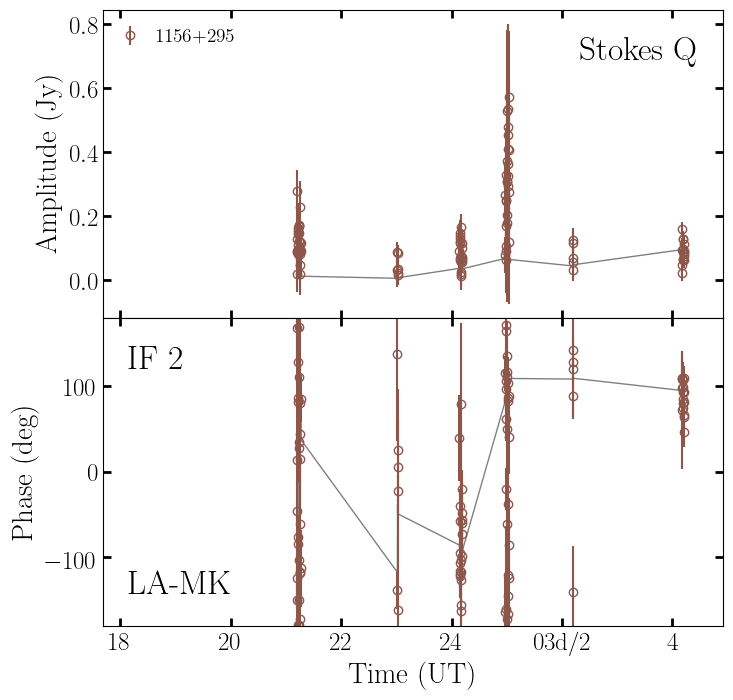 1156+295
Stokes Q
Amplitude (Jy)
0.8
0.6
0.4
0.2
0.0
IF 2
LA-MK
Phase (deg)
100
0
−100
18 20 22 24 03d/2 4
Time (UT)